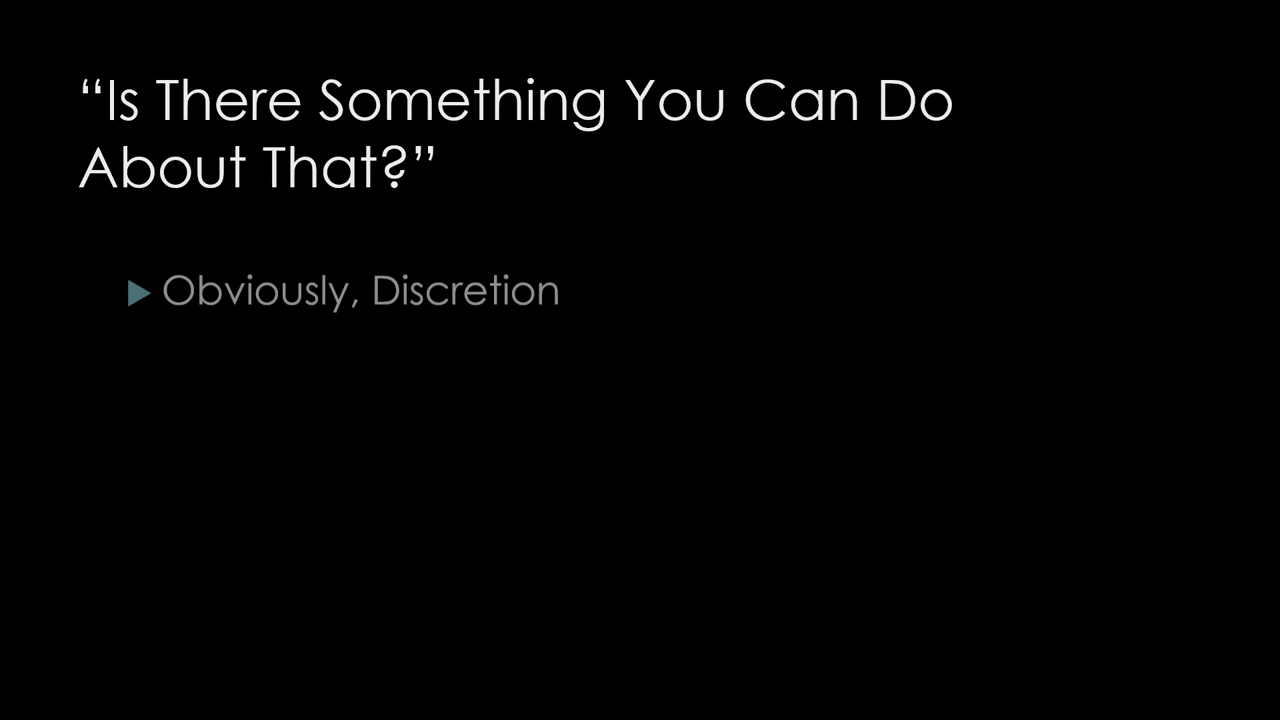 “Is There Something You Can Do
About That?”
Obviously, Discretion